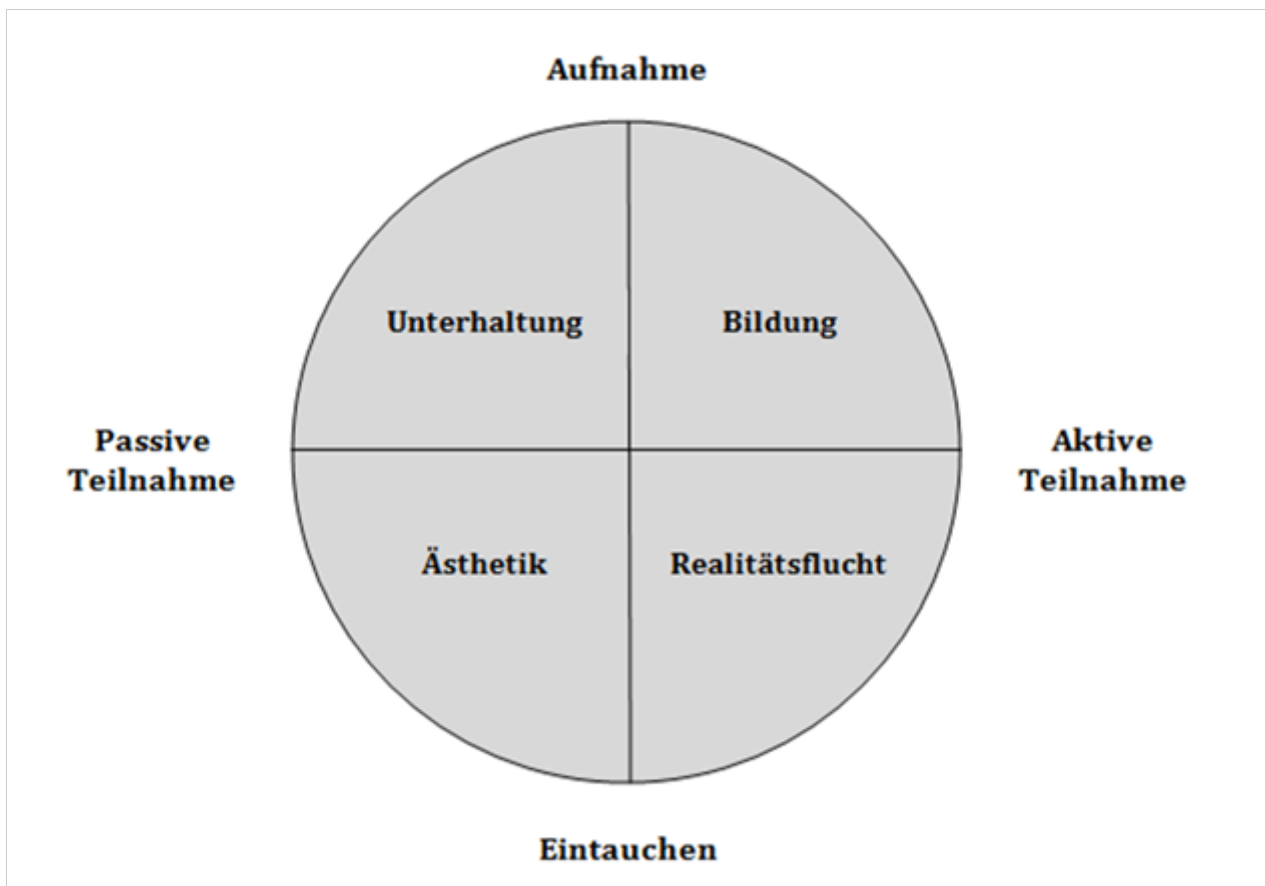 Aufnahme
Unterhaltung
Bildung
Passive
Teilnahme
Aktive
Teilnahme
Ästhetik
Realitätsflucht
Eintauchen